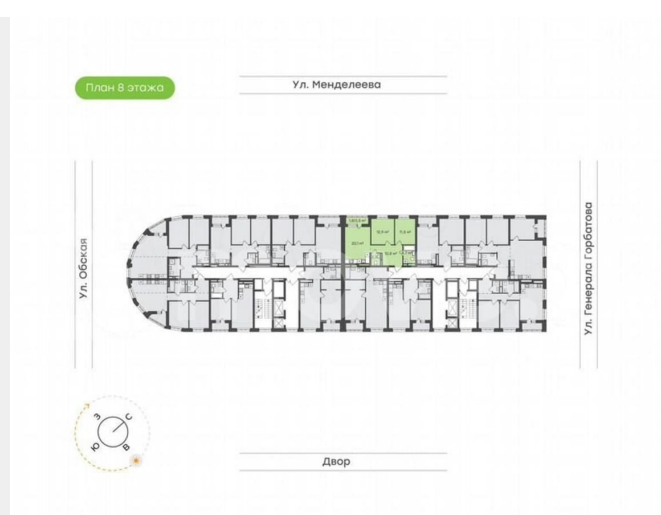 План 8 этажа
Ул. Менделеева
Ул. Обская
Ул. Генерала Горбатова
З
С
Ю
В
Двор